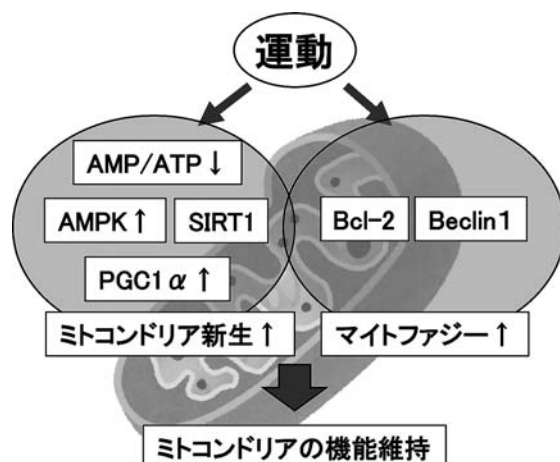 運動
AMP/ATP↓
AMPK↑
SIRT1
PGC1α↑
ミトコンドリア新生↑
Bcl-2
Beclin1
マイトファジー↑
ミトコンドリアの機能維持